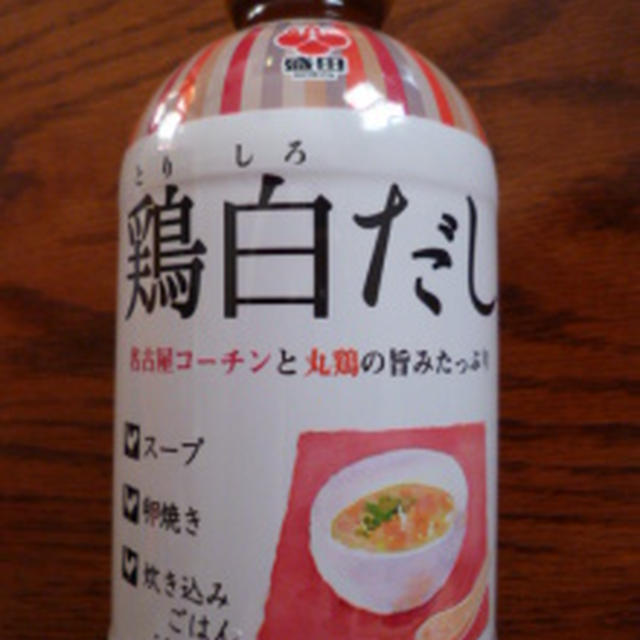 盛田
とり しろ
鶏白だし
名古屋コーチンと丸鶏の旨みたっぷり
スープ
卵焼き
炊き込み
ごはん